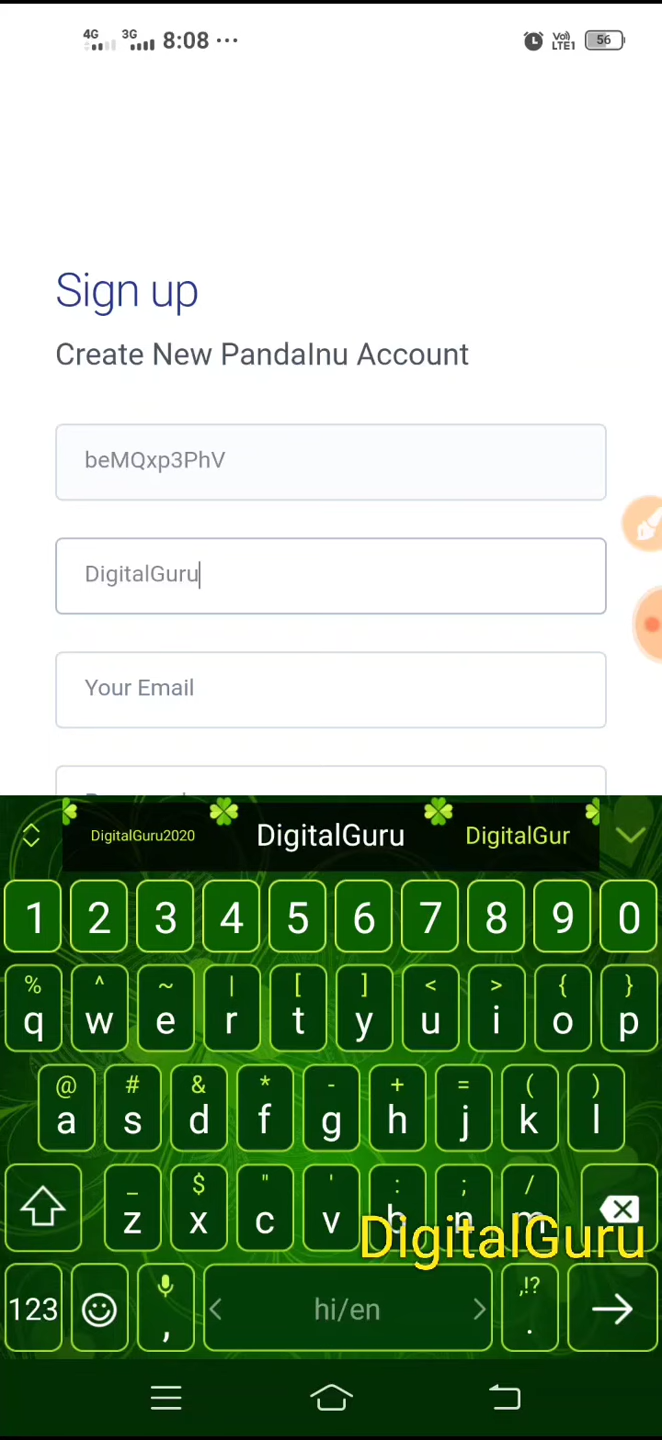 4G 3G 8:08 ... Vo) LTE1 56
Sign up
Create New PandaInu Account
beMQxp3PhV
DigitalGuru
Your Email
DigitalGuru2020 DigitalGuru DigitalGur
1 2 3 4 5 6 7 8 9 0
% ^ ~ | [ ] < > { }
q w e r t y u i o p
@ # & * - + = ( )
a s d f g h j k l
_ $ " ' : ; /
z x c v b n m
DigitalGuru
123 , < hi/en > ,!? .